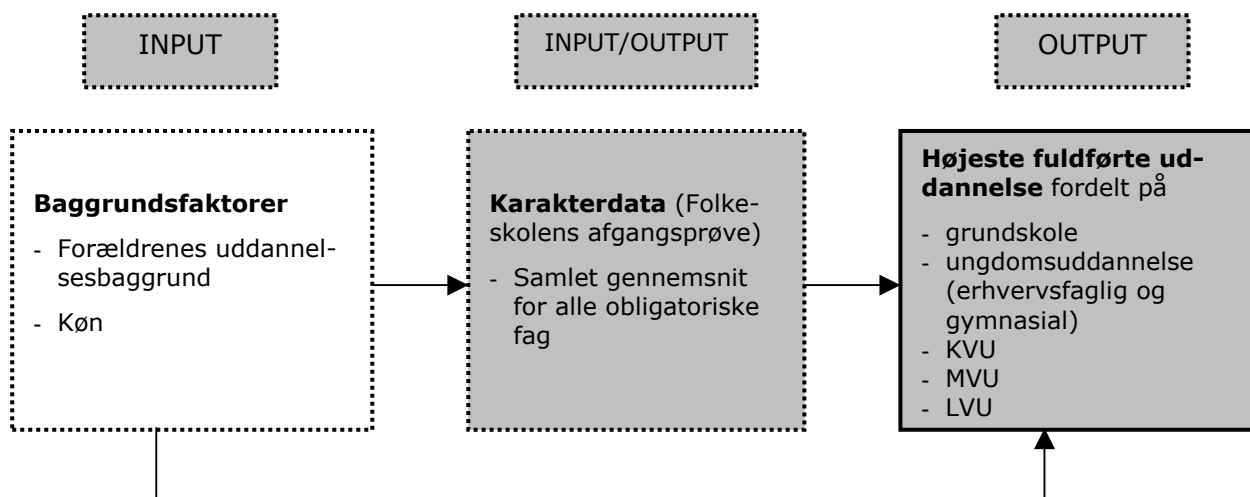 INPUT
INPUT/OUTPUT
OUTPUT
Baggrundsfaktorer
- Forældrenes uddannel-
sesbaggrund
- Køn
Karakterdata (Folke-
skolens afgangsprøve)
- Samlet gennemsnit
for alle obligatoriske
fag
Højeste fuldførte ud-
dannelse fordelt på
- grundskole
- ungdomsuddannelse
(erhvervsfaglig og
gymnasial)
- KVU
- MVU
- LVU